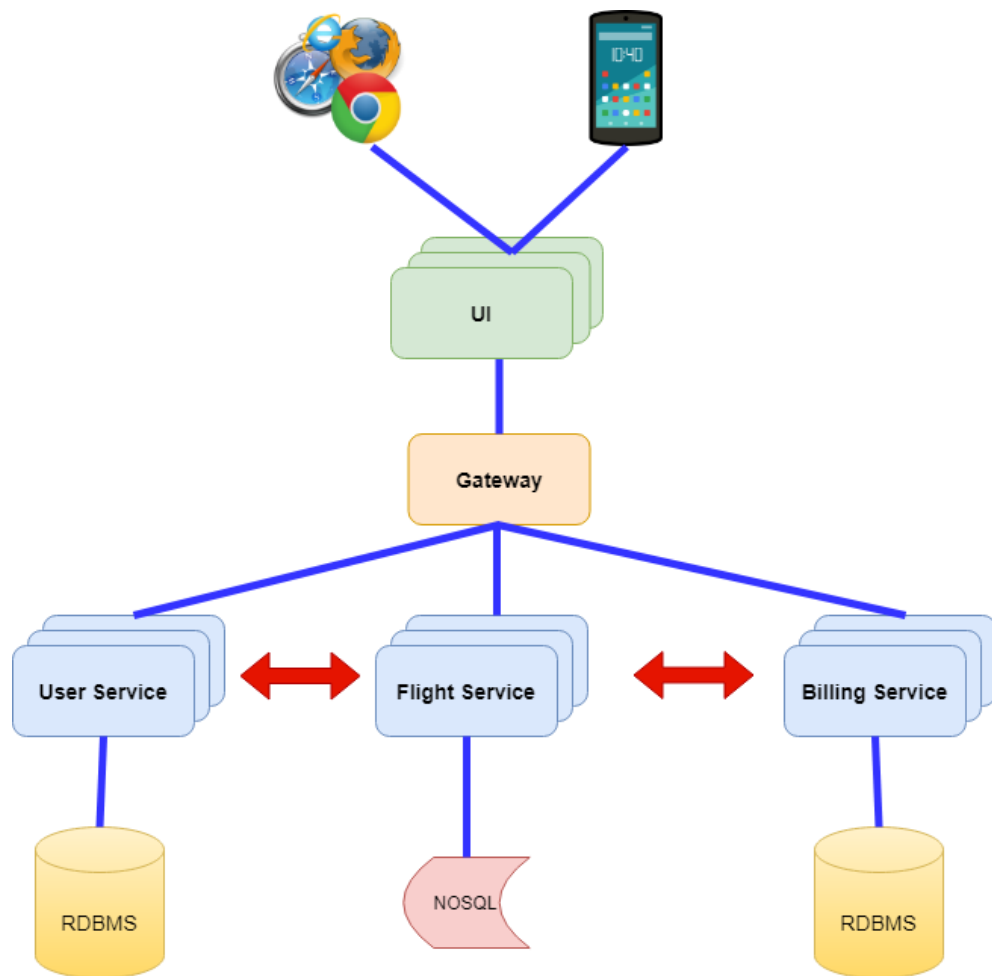 10:40
UI
Gateway
User Service
Flight Service
Billing Service
RDBMS
NOSQL
RDBMS